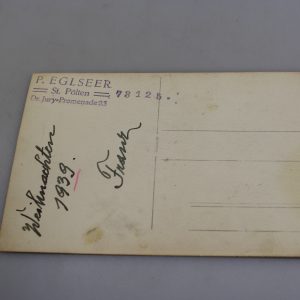 P. EGLSEER
St. Pölten
Dr. Jury-Promenade 23
78125.
Weihnachten
1939.
Franz